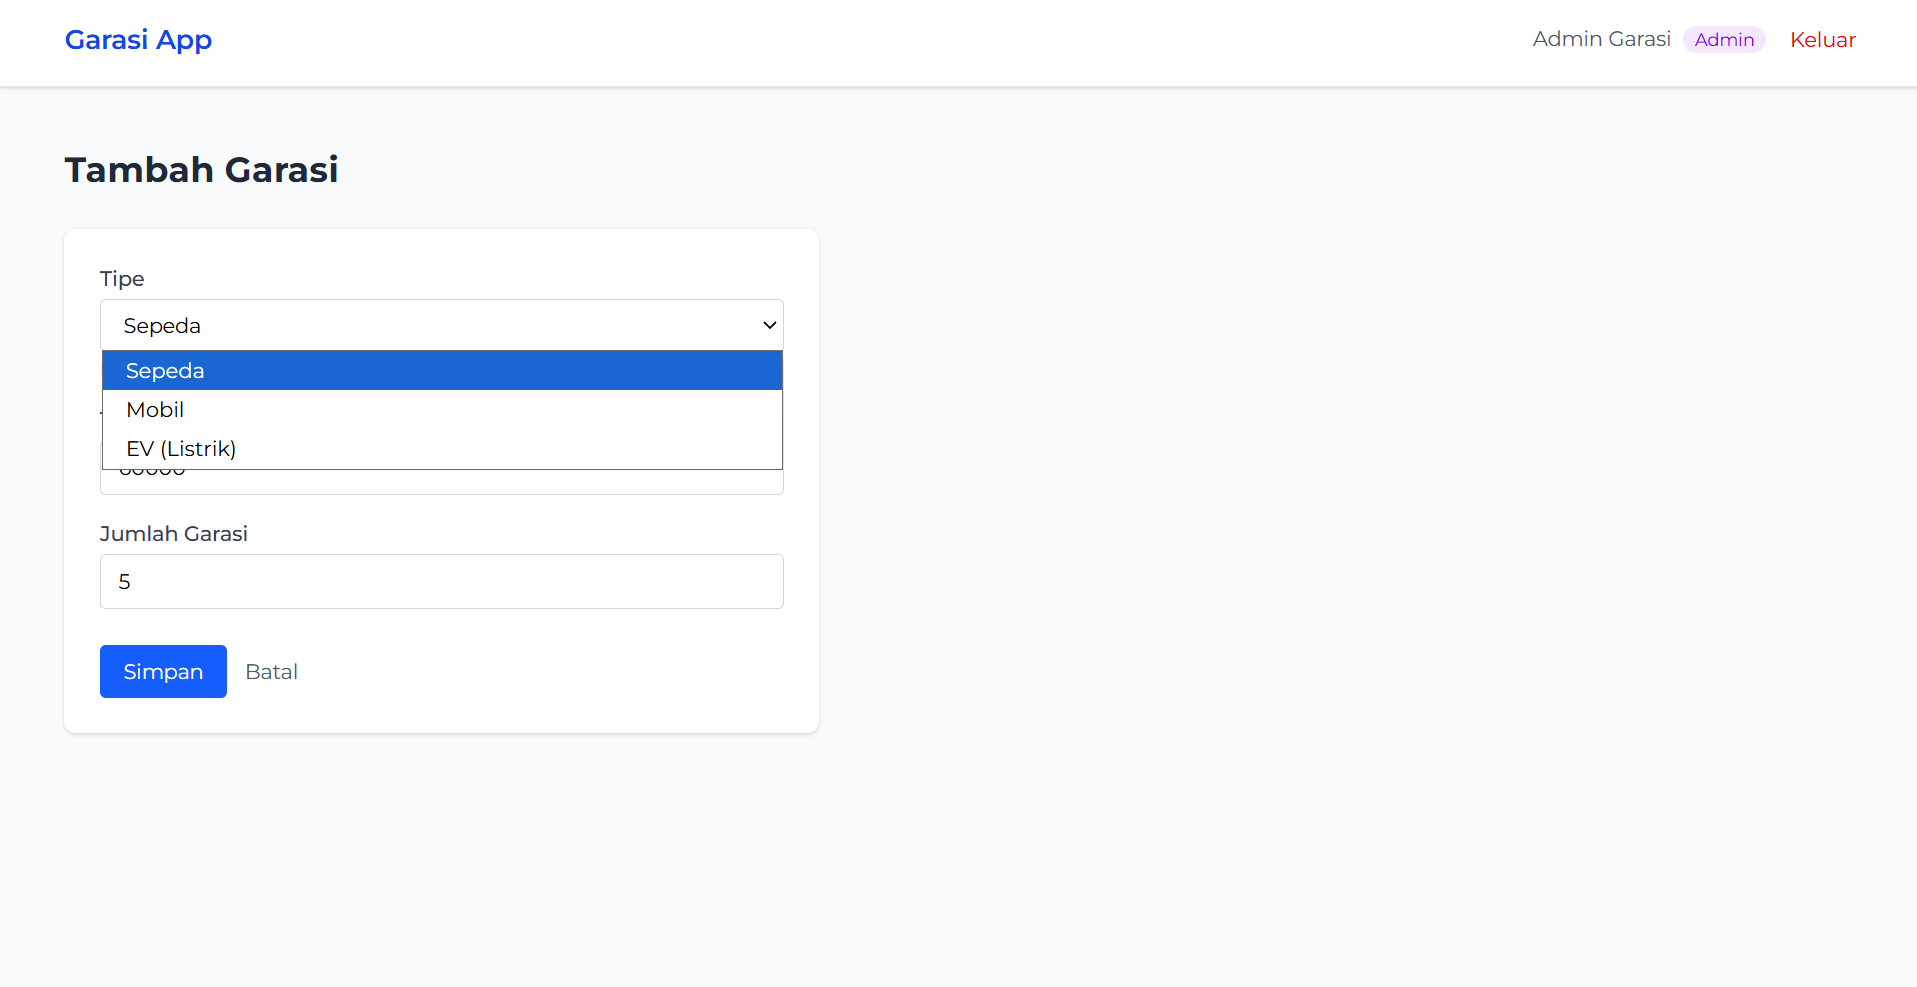 Garasi App
Admin Garasi Admin Keluar
Tambah Garasi
Tipe
Sepeda
Sepeda
Mobil
EV (Listrik)
Jumlah Garasi
5
Simpan Batal